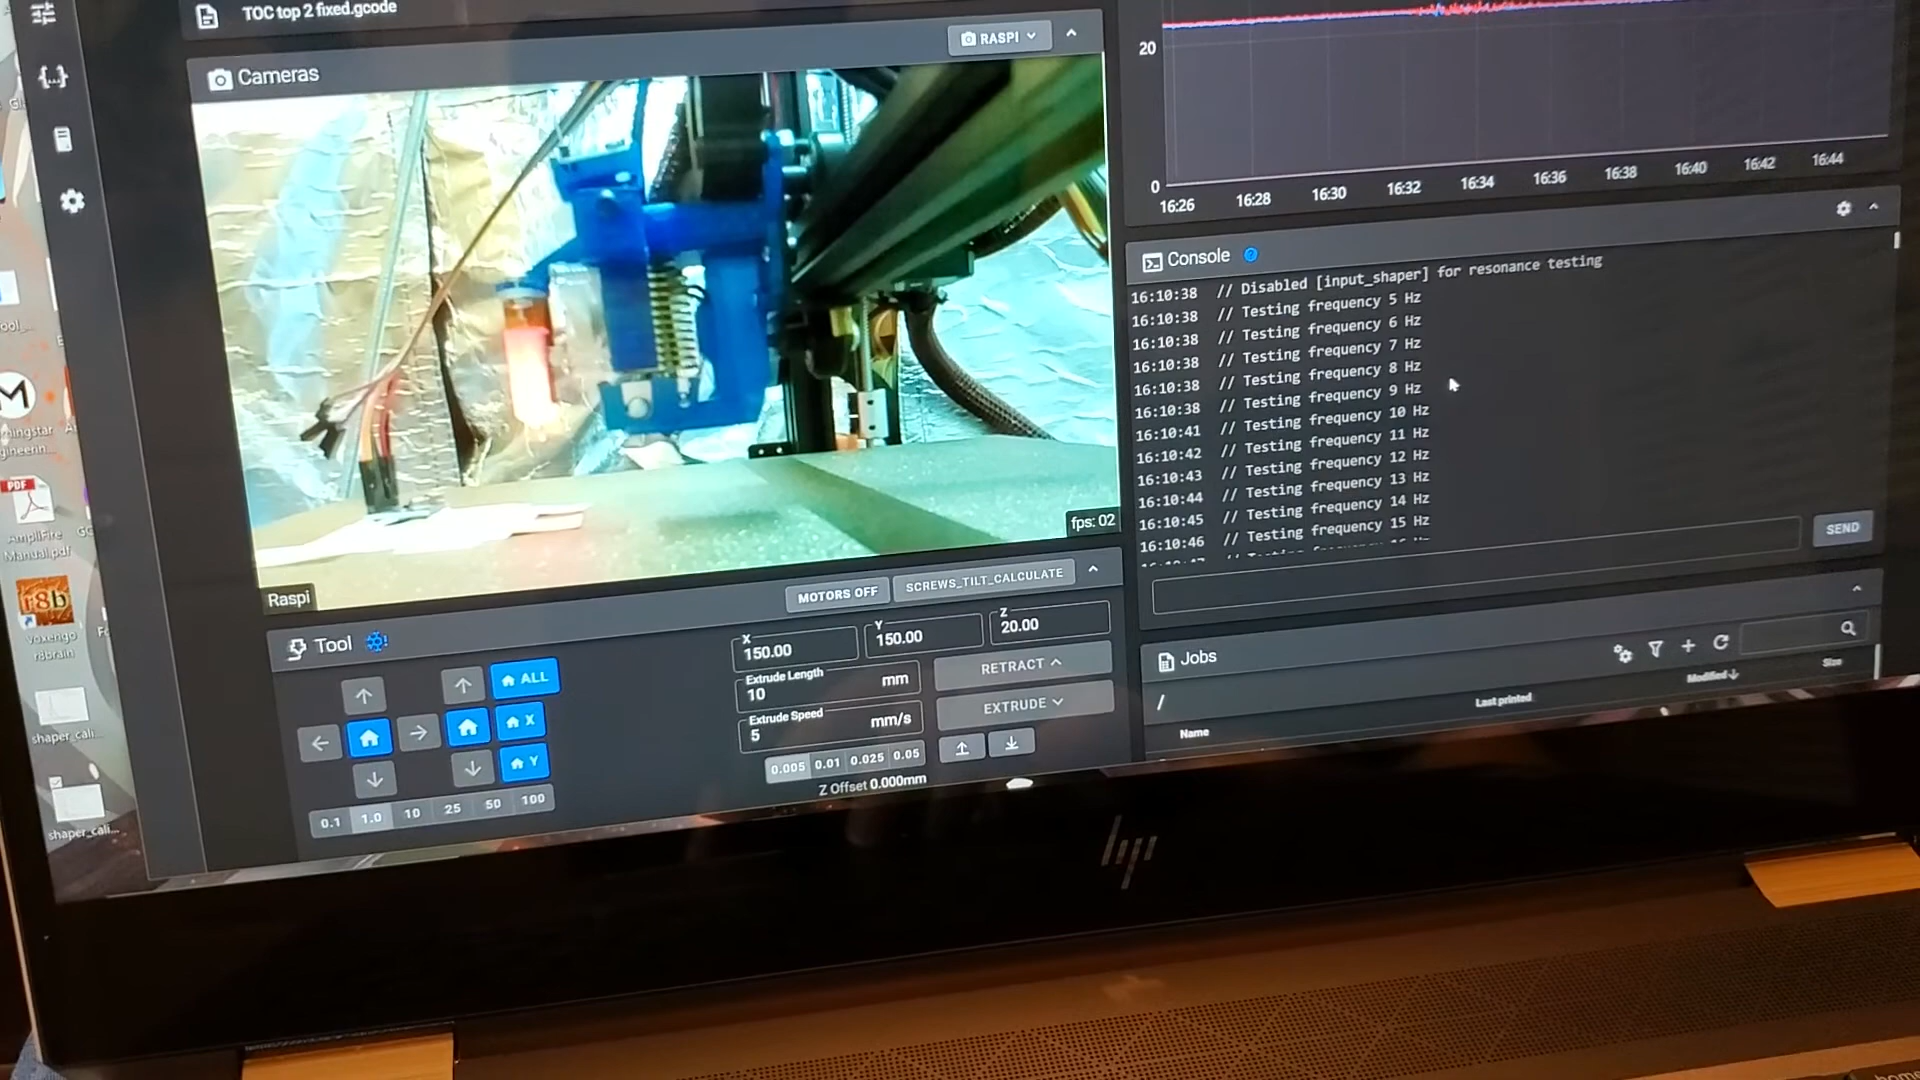 TOC top 2 fixed.gcode
Cameras
RASPI
fps: 02
Raspi
MOTORS OFF
SCREWS_TILT_CALCULATE
Tool
ALL
X
Y
0.1 1.0 10 25 50 100
X
150.00
Y
150.00
Z
20.00
Extrude Length
10 mm
Extrude Speed
5 mm/s
RETRACT
EXTRUDE
0.005 0.01 0.025 0.05
Z Offset 0.000mm
20
0
16:26 16:28 16:30 16:32 16:34 16:36 16:38 16:40 16:42 16:44
Console
16:10:38 // Disabled [input_shaper] for resonance testing
16:10:38 // Testing frequency 5 Hz
16:10:38 // Testing frequency 6 Hz
16:10:38 // Testing frequency 7 Hz
16:10:38 // Testing frequency 8 Hz
16:10:38 // Testing frequency 9 Hz
16:10:41 // Testing frequency 10 Hz
16:10:42 // Testing frequency 11 Hz
16:10:43 // Testing frequency 12 Hz
16:10:44 // Testing frequency 13 Hz
16:10:45 // Testing frequency 14 Hz
16:10:46 // Testing frequency 15 Hz
SEND
Jobs
/
Name
Last printed
Modified
Size
PDF
AmpliFire
Manual.pdf
r8b
Voxengo
r8brain
shaper_cali...
shaper_cali...
hp